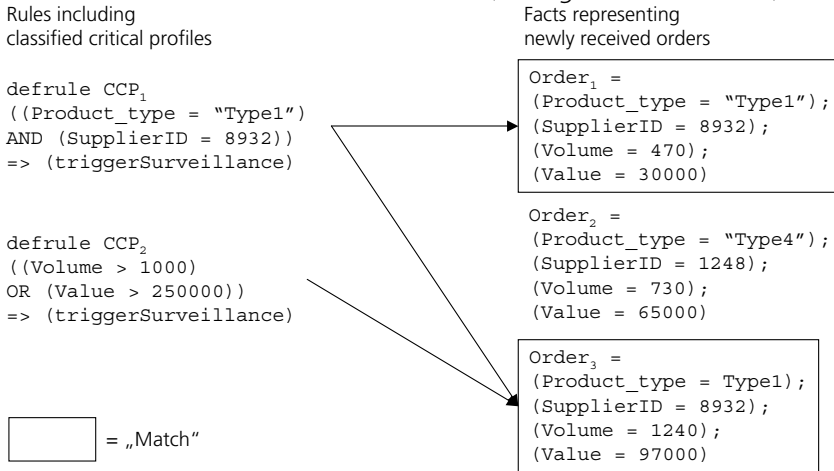 Rules including
classified critical profiles
defrule CCP₁
((Product_type = “Type1”)
AND (SupplierID = 8932))
=> (triggerSurveillance)
defrule CCP₂
((Volume > 1000)
OR (Value > 250000))
=> (triggerSurveillance)
= „Match“
Facts representing
newly received orders
Order₁ =
(Product_type = “Type1”);
(SupplierID = 8932);
(Volume = 470);
(Value = 30000)
Order₂ =
(Product_type = “Type4”);
(SupplierID = 1248);
(Volume = 730);
(Value = 65000)
Order₃ =
(Product_type = Type1);
(SupplierID = 8932);
(Volume = 1240);
(Value = 97000)